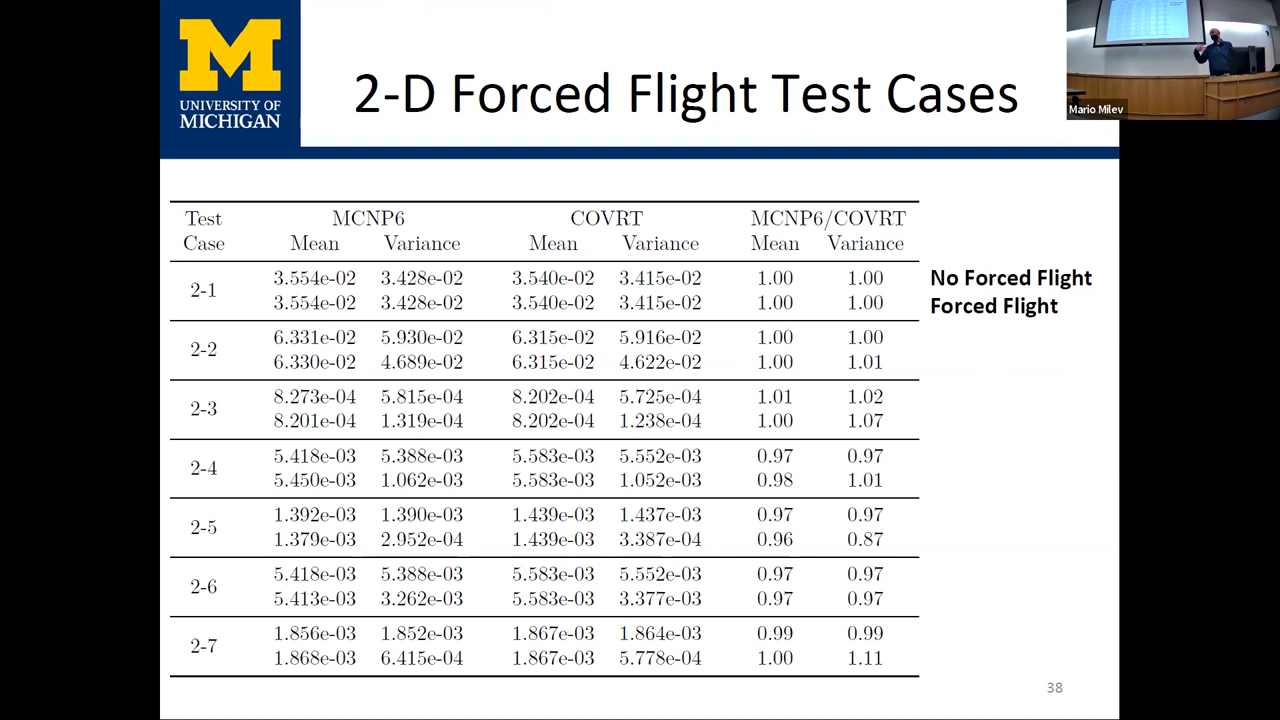 M
UNIVERSITY OF
MICHIGAN
2-D Forced Flight Test Cases
Mario Milev
Test MCNP6 COVRT MCNP6/COVRT
Case Mean Variance Mean Variance Mean Variance
2-1 3.554e-02 3.428e-02 3.540e-02 3.415e-02 1.00 1.00 No Forced Flight
3.554e-02 3.428e-02 3.540e-02 3.415e-02 1.00 1.00 Forced Flight
2-2 6.331e-02 5.930e-02 6.315e-02 5.916e-02 1.00 1.00
6.330e-02 4.689e-02 6.315e-02 4.622e-02 1.00 1.01
2-3 8.273e-04 5.815e-04 8.202e-04 5.725e-04 1.01 1.02
8.201e-04 1.319e-04 8.202e-04 1.238e-04 1.00 1.07
2-4 5.418e-03 5.388e-03 5.583e-03 5.552e-03 0.97 0.97
5.450e-03 1.062e-03 5.583e-03 1.052e-03 0.98 1.01
2-5 1.392e-03 1.390e-03 1.439e-03 1.437e-03 0.97 0.97
1.379e-03 2.952e-04 1.439e-03 3.387e-04 0.96 0.87
2-6 5.418e-03 5.388e-03 5.583e-03 5.552e-03 0.97 0.97
5.413e-03 3.262e-03 5.583e-03 3.377e-03 0.97 0.97
2-7 1.856e-03 1.852e-03 1.867e-03 1.864e-03 0.99 0.99
1.868e-03 6.415e-04 1.867e-03 5.778e-04 1.00 1.11
38